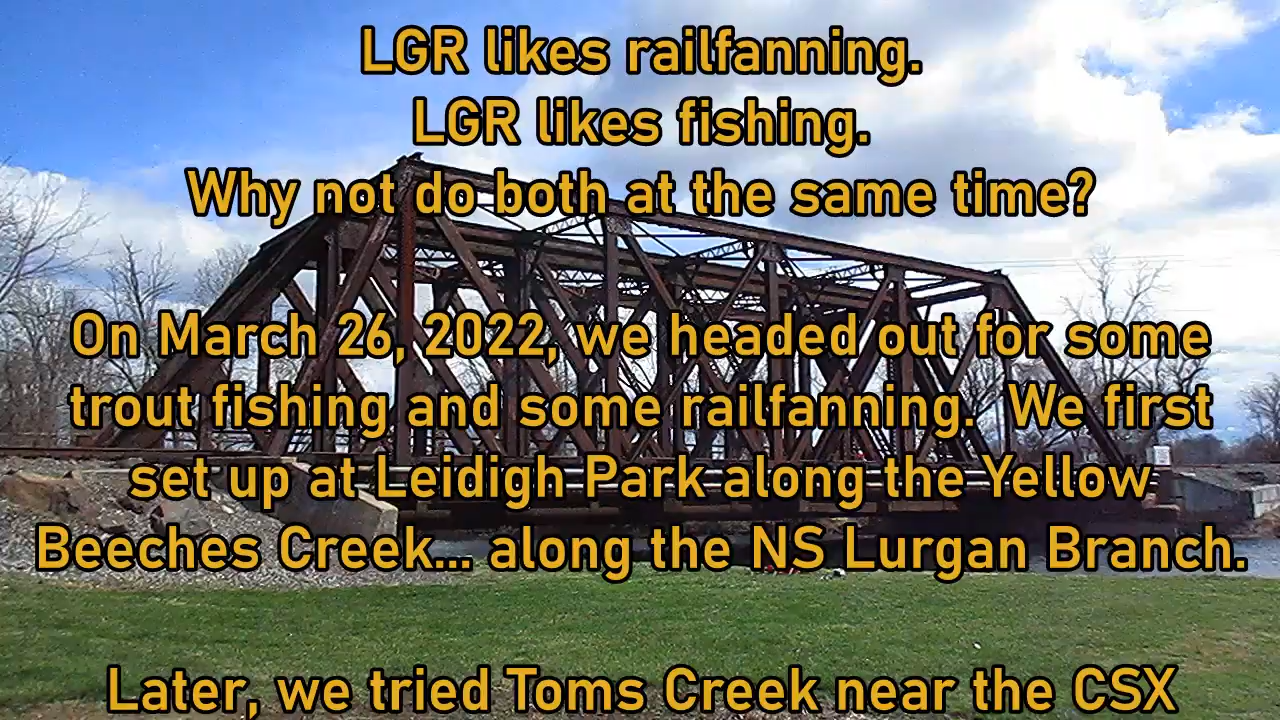 LGR likes railfanning.
LGR likes fishing.
Why not do both at the same time?
On March 26, 2022, we headed out for some
trout fishing and some railfanning.  We first
set up at Leidigh Park along the Yellow
Beeches Creek... along the NS Lurgan Branch.
Later, we tried Toms Creek near the CSX